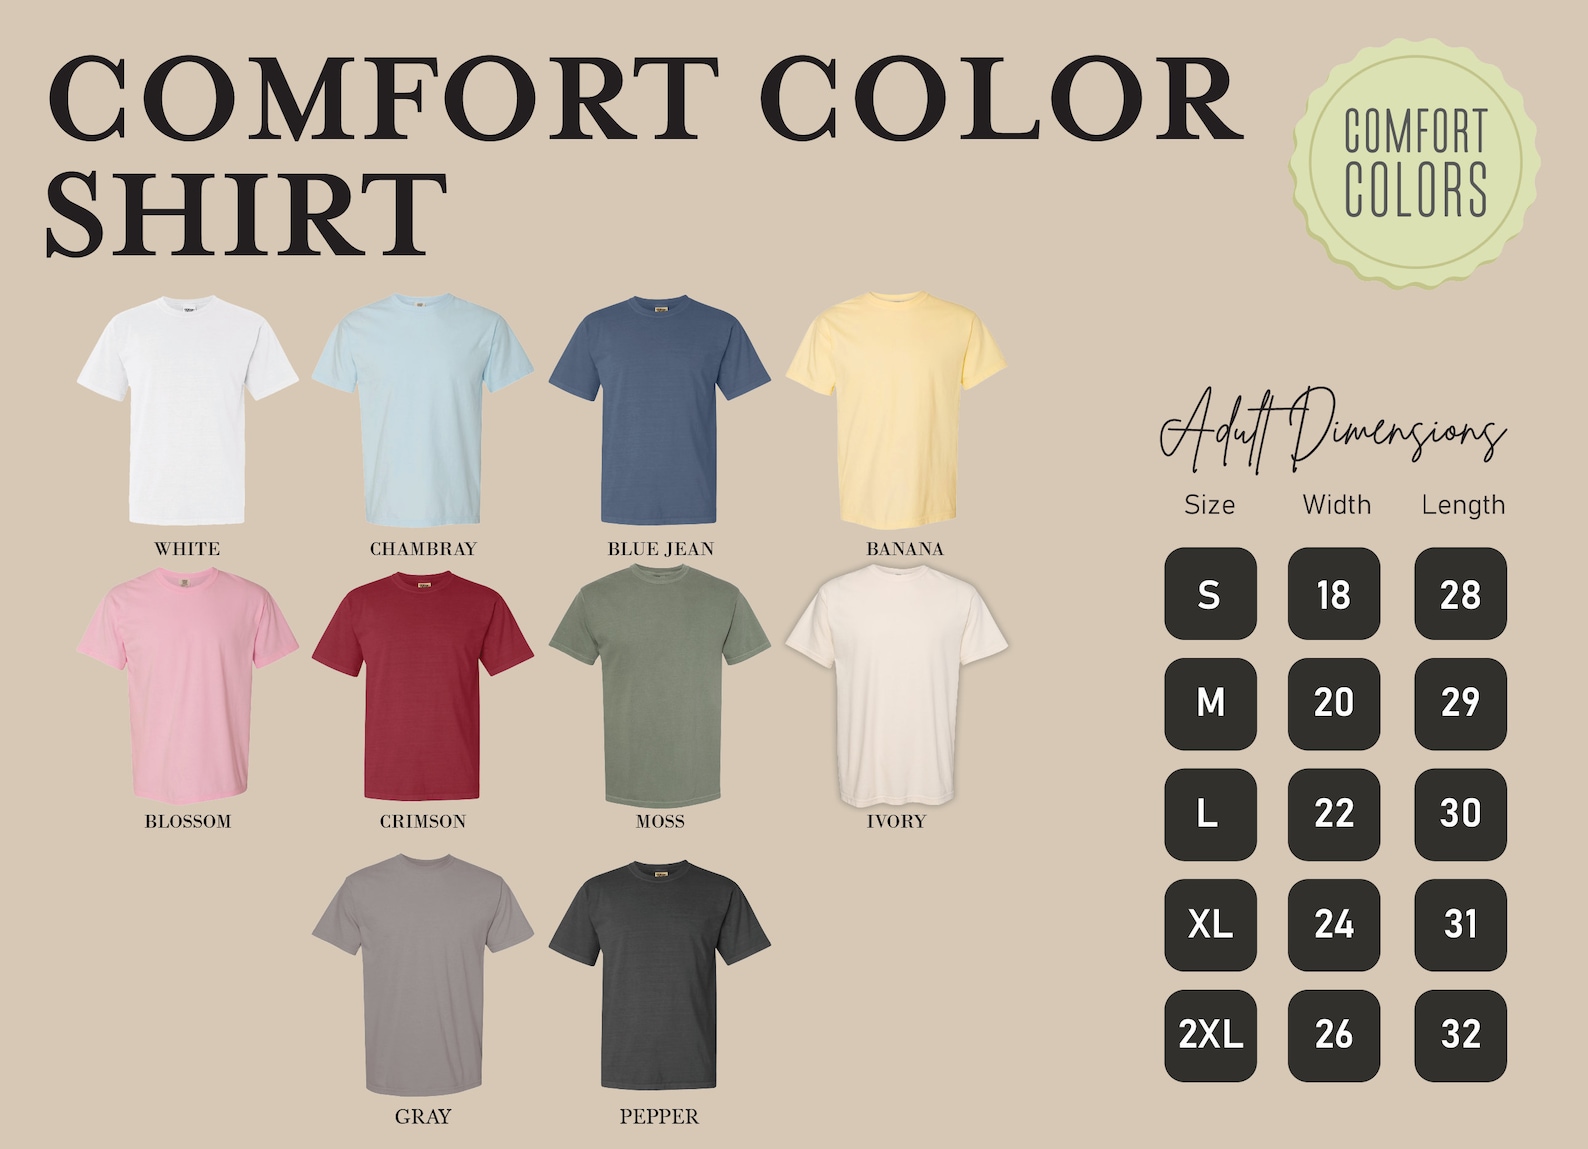 COMFORT COLOR
SHIRT
COMFORT
COLORS
WHITE
CHAMBRAY
BLUE JEAN
BANANA
BLOSSOM
CRIMSON
MOSS
IVORY
GRAY
PEPPER
Adult Dimensions
Size Width Length
S 18 28
M 20 29
L 22 30
XL 24 31
2XL 26 32